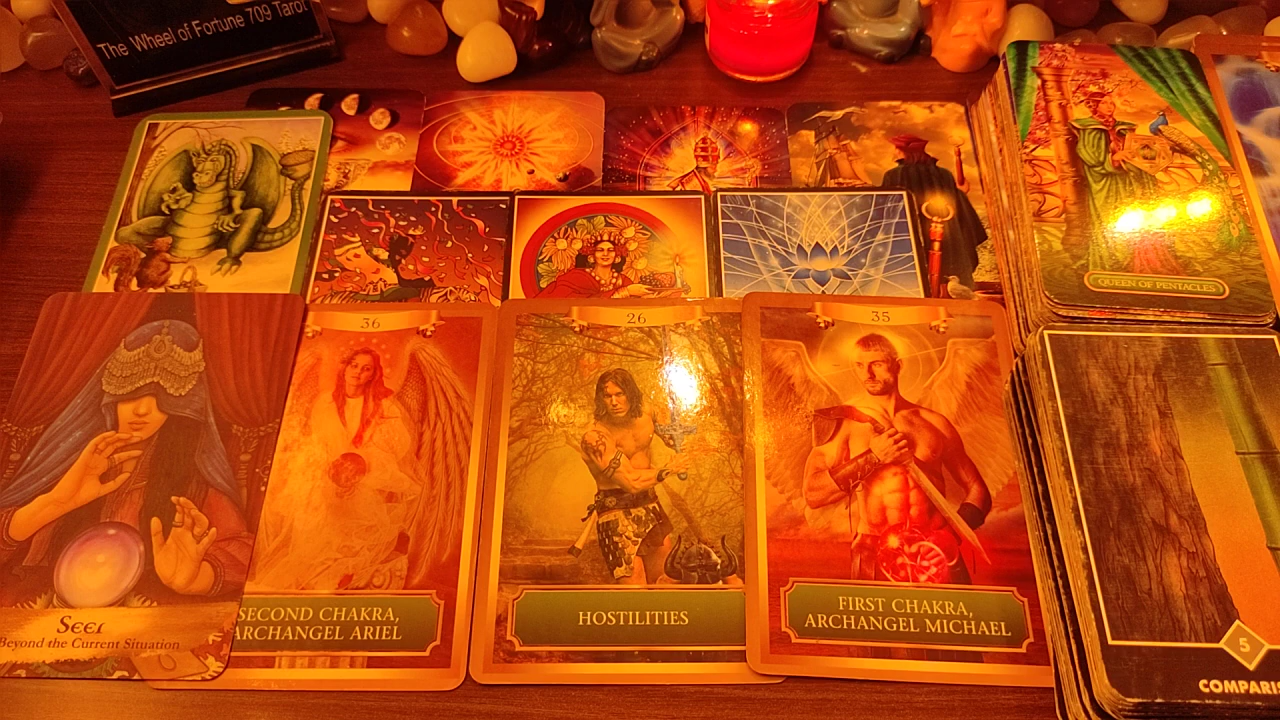 The Wheel of Fortune 709 Tarot
QUEEN OF PENTACLES
36
26
35
Seer
Beyond the Current Situation
SECOND CHAKRA,
ARCHANGEL ARIEL
HOSTILITIES
FIRST CHAKRA,
ARCHANGEL MICHAEL
5
COMPARIS